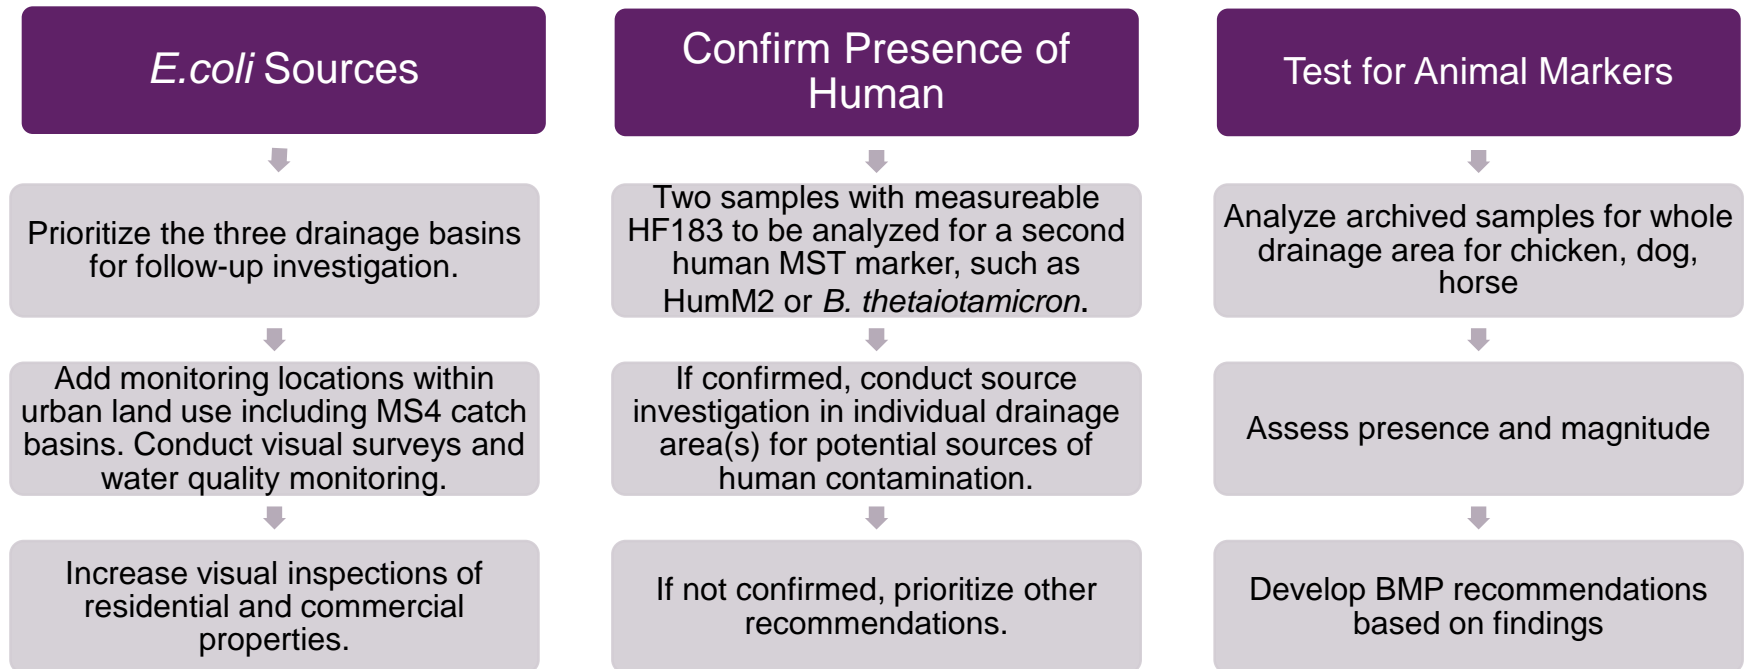 E.coli Sources
Prioritize the three drainage basins
for follow-up investigation.
Add monitoring locations within
urban land use including MS4 catch
basins. Conduct visual surveys and
water quality monitoring.
Increase visual inspections of
residential and commercial
properties.
Confirm Presence of
Human
Two samples with measureable
HF183 to be analyzed for a second
human MST marker, such as
HumM2 or B. thetaiotamicron.
If confirmed, conduct source
investigation in individual drainage
area(s) for potential sources of
human contamination.
If not confirmed, prioritize other
recommendations.
Test for Animal Markers
Analyze archived samples for whole
drainage area for chicken, dog,
horse
Assess presence and magnitude
Develop BMP recommendations
based on findings